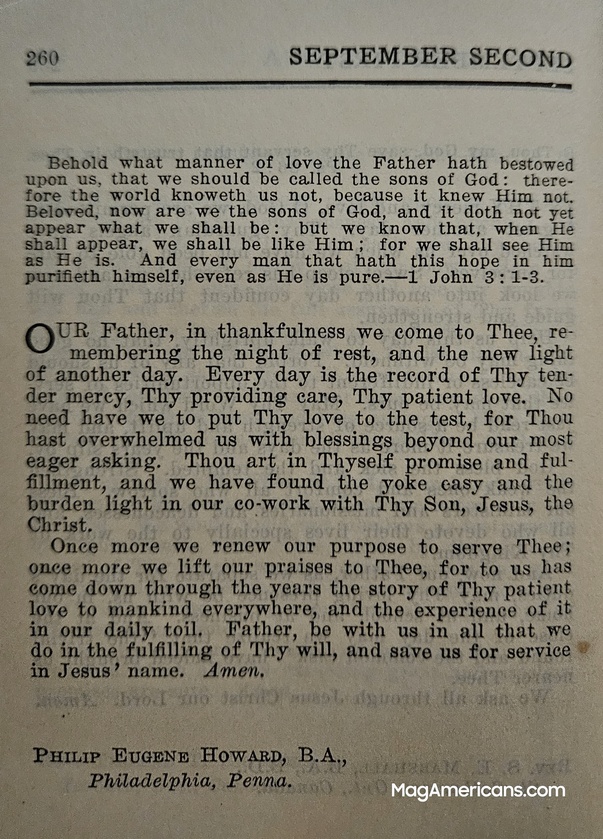 260 SEPTEMBER SECOND
Behold what manner of love the Father hath bestowed
upon us, that we should be called the sons of God: there-
fore the world knoweth us not, because it knew Him not.
Beloved, now are we the sons of God, and it doth not yet
appear what we shall be: but we know that, when He
shall appear, we shall be like Him; for we shall see Him
as He is. And every man that hath this hope in him
purifieth himself, even as He is pure.—1 John 3:1-3.
OUR Father, in thankfulness we come to Thee, re-
membering the night of rest, and the new light
of another day. Every day is the record of Thy ten-
der mercy, Thy providing care, Thy patient love. No
need have we to put Thy love to the test, for Thou
hast overwhelmed us with blessings beyond our most
eager asking. Thou art in Thyself promise and ful-
fillment, and we have found the yoke easy and the
burden light in our co-work with Thy Son, Jesus, the
Christ.
Once more we renew our purpose to serve Thee;
once more we lift our praises to Thee, for to us has
come down through the years the story of Thy patient
love to mankind everywhere, and the experience of it
in our daily toil. Father, be with us in all that we
do in the fulfilling of Thy will, and save us for service
in Jesus' name. Amen.
PHILIP EUGENE HOWARD, B.A.,
Philadelphia, Penna.
MagAmericans.com